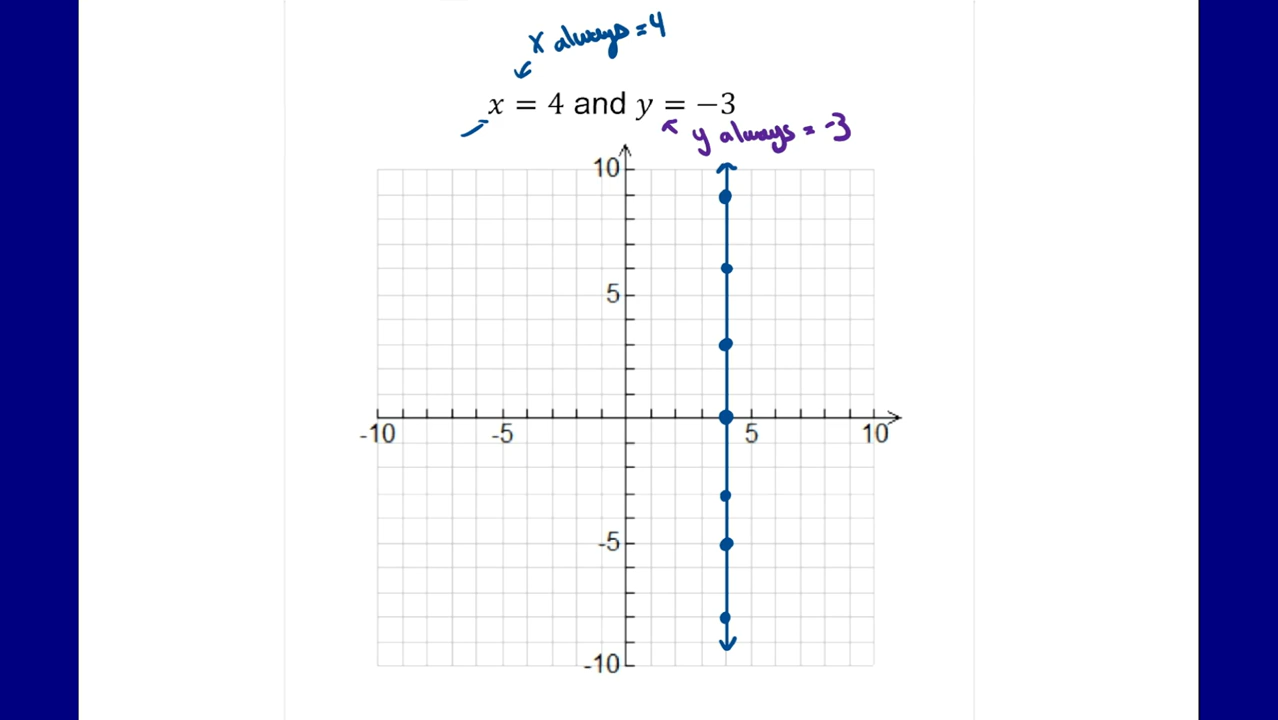 x always = 4
x = 4 and y = −3
y always = -3
10
5
-10 -5 5 10
-5
-10